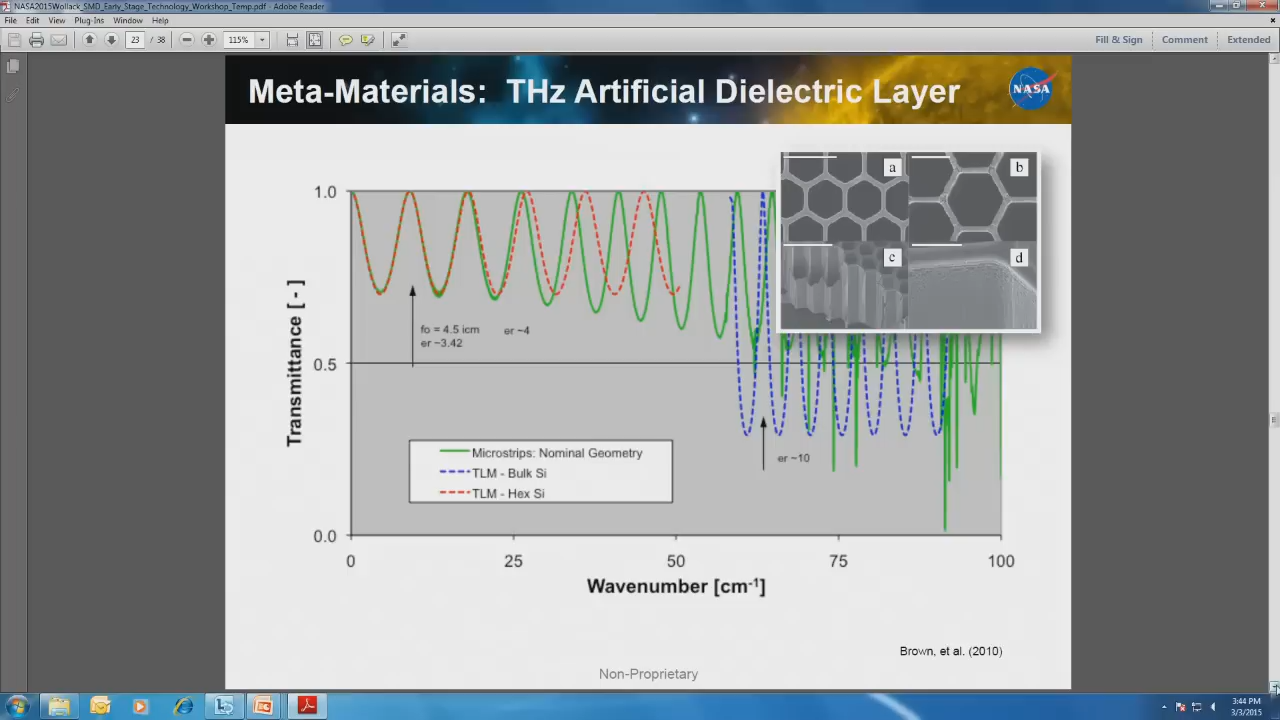 NASA2015Wollack_SMD_Early_Stage_Technology_Workshop_Temp.pdf - Adobe Reader
File Edit View Plug-Ins Window Help
23 / 38 115% Fill & Sign Comment Extended
Meta-Materials: THz Artificial Dielectric Layer
NASA
a b
c d
1.0
0.5
0.0
Transmittance [ - ]
fo = 4.5 icm er ~4
er ~3.42
er ~10
Microstrips: Nominal Geometry
TLM - Bulk Si
TLM - Hex Si
0 25 50 75 100
Wavenumber [cm-1]
Brown, et al. (2010)
Non-Proprietary
3:44 PM
3/3/2015